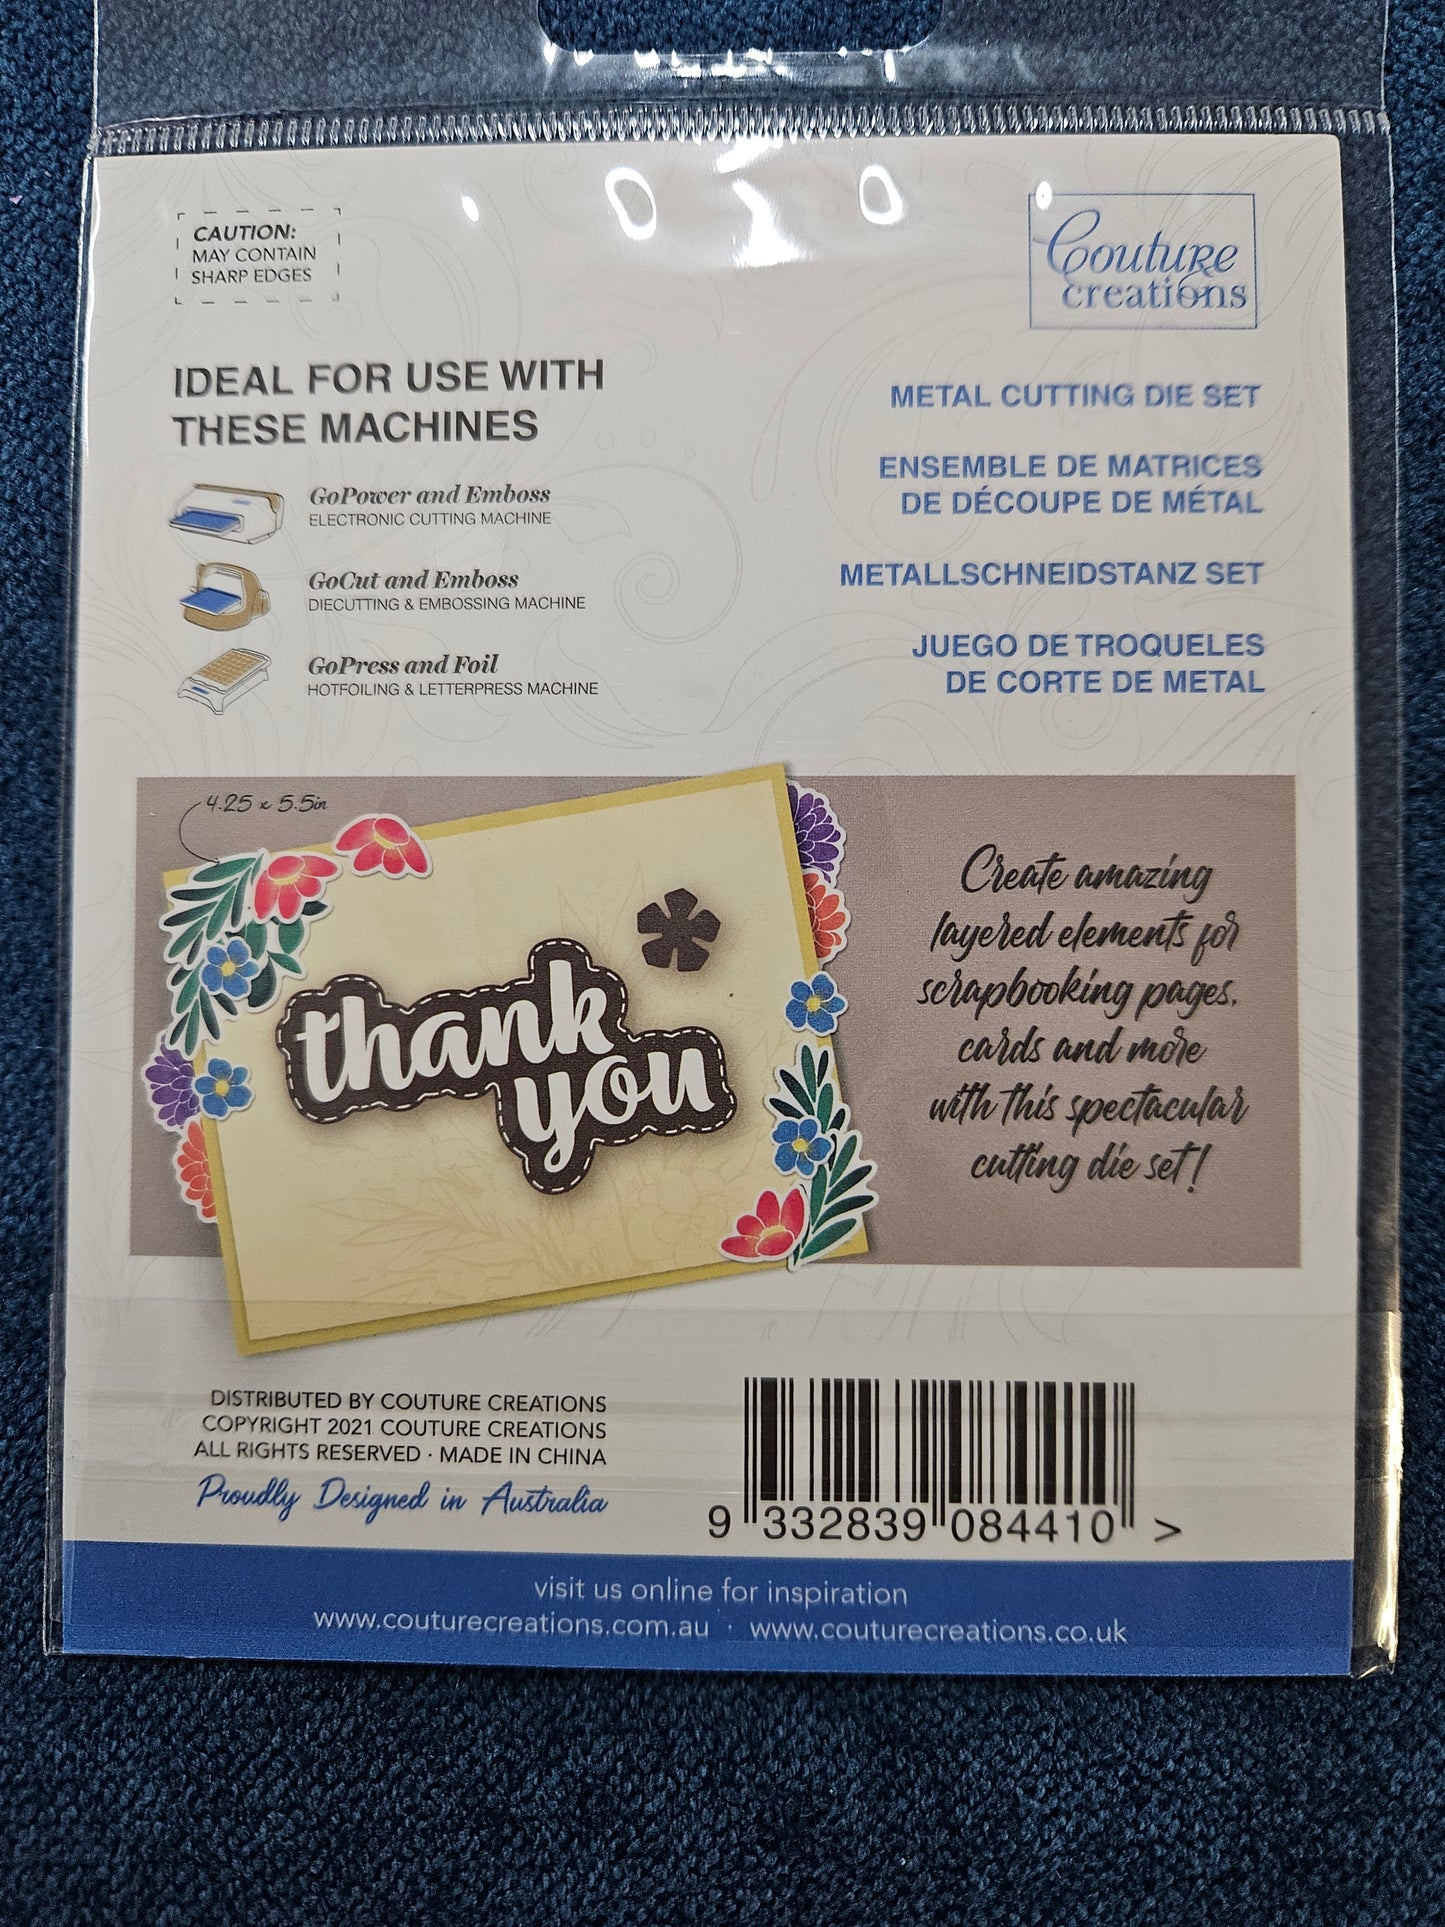 CAUTION:
MAY CONTAIN
SHARP EDGES
Couture
creations
IDEAL FOR USE WITH
THESE MACHINES
GoPower and Emboss
ELECTRONIC CUTTING MACHINE
GoCut and Emboss
DIECUTTING & EMBOSSING MACHINE
GoPress and Foil
HOTFOILING & LETTERPRESS MACHINE
METAL CUTTING DIE SET
ENSEMBLE DE MATRICES
DE DÉCOUPE DE MÉTAL
METALLSCHNEIDSTANZ SET
JUEGO DE TROQUELES
DE CORTE DE METAL
4.25 x 5.5in
thank
you
Create amazing
layered elements for
scrapbooking pages,
cards and more
with this spectacular
cutting die set!
DISTRIBUTED BY COUTURE CREATIONS
COPYRIGHT 2021 COUTURE CREATIONS
ALL RIGHTS RESERVED · MADE IN CHINA
Proudly Designed in Australia
9 332839 084410 >
visit us online for inspiration
www.couturecreations.com.au · www.couturecreations.co.uk